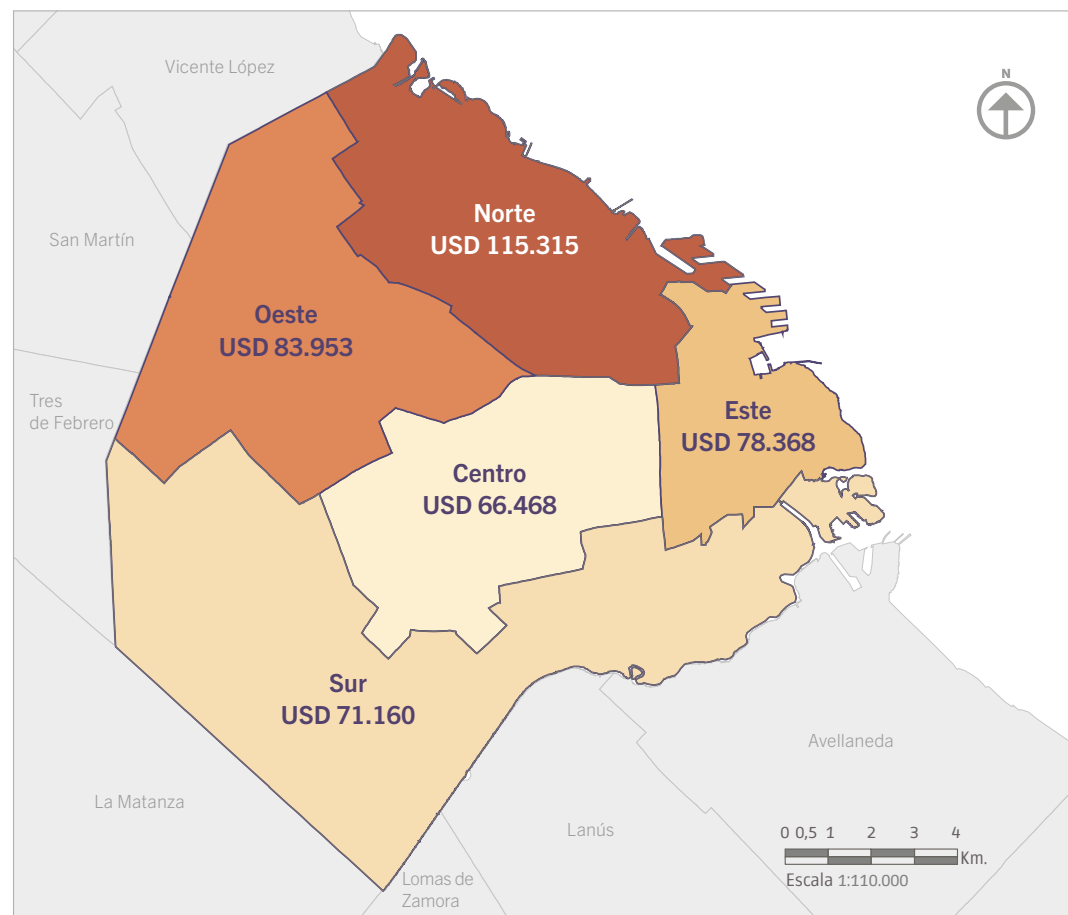 Vicente López
N
San Martín
Norte
USD 115.315
Oeste
USD 83.953
Tres
de Febrero
Este
USD 78.368
Centro
USD 66.468
Sur
USD 71.160
Avellaneda
La Matanza
Lanús
0 0,5 1 2 3 4
Km.
Escala 1:110.000
Lomas de
Zamora